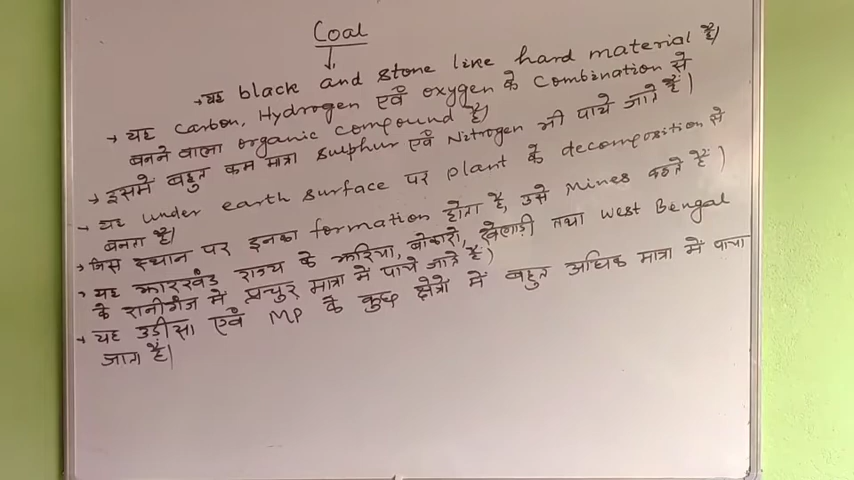 Coal
→ यह black and stone like hard material है।
→ यह Carbon, Hydrogen एवं oxygen के Combination से
बनने वाला organic compound है।
→ इसमें बहुत कम मात्रा Sulphur एवं Nitrogen भी पाये जाते हैं।
→ यह under earth surface पर plant के decomposition से
बनता है।
→ जिस स्थान पर इनका formation होता है, उसे Mines कहते हैं।
→ यह झारखंड राज्य के झरिया, बोकारो, खेलाड़ी तथा West Bengal
के रानीगंज में प्रचुर मात्रा में पाये जाते हैं।
→ यह उड़ीसा एवं MP के कुछ क्षेत्रो में बहुत अधिक मात्रा में पाया
जाता है।